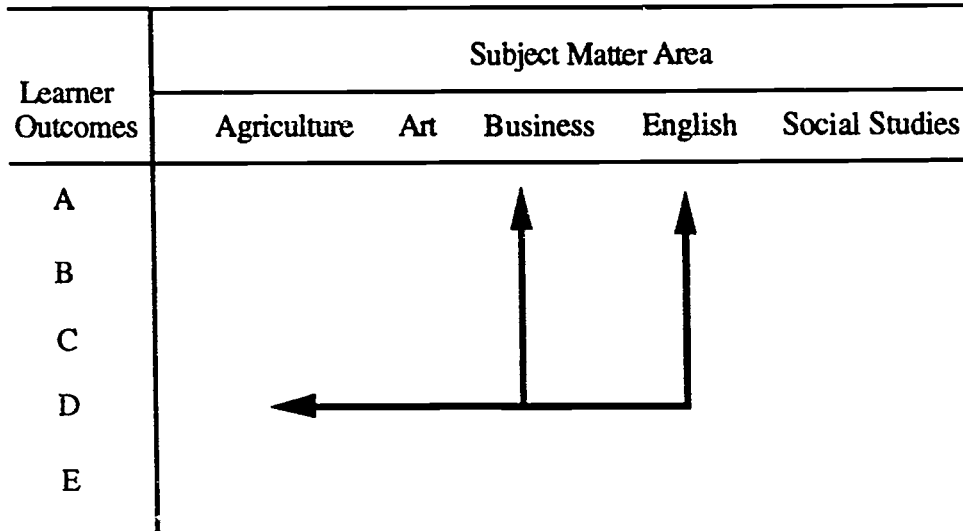 Subject Matter Area
Learner
Outcomes
Agriculture Art Business English Social Studies
A
B
C
D
E